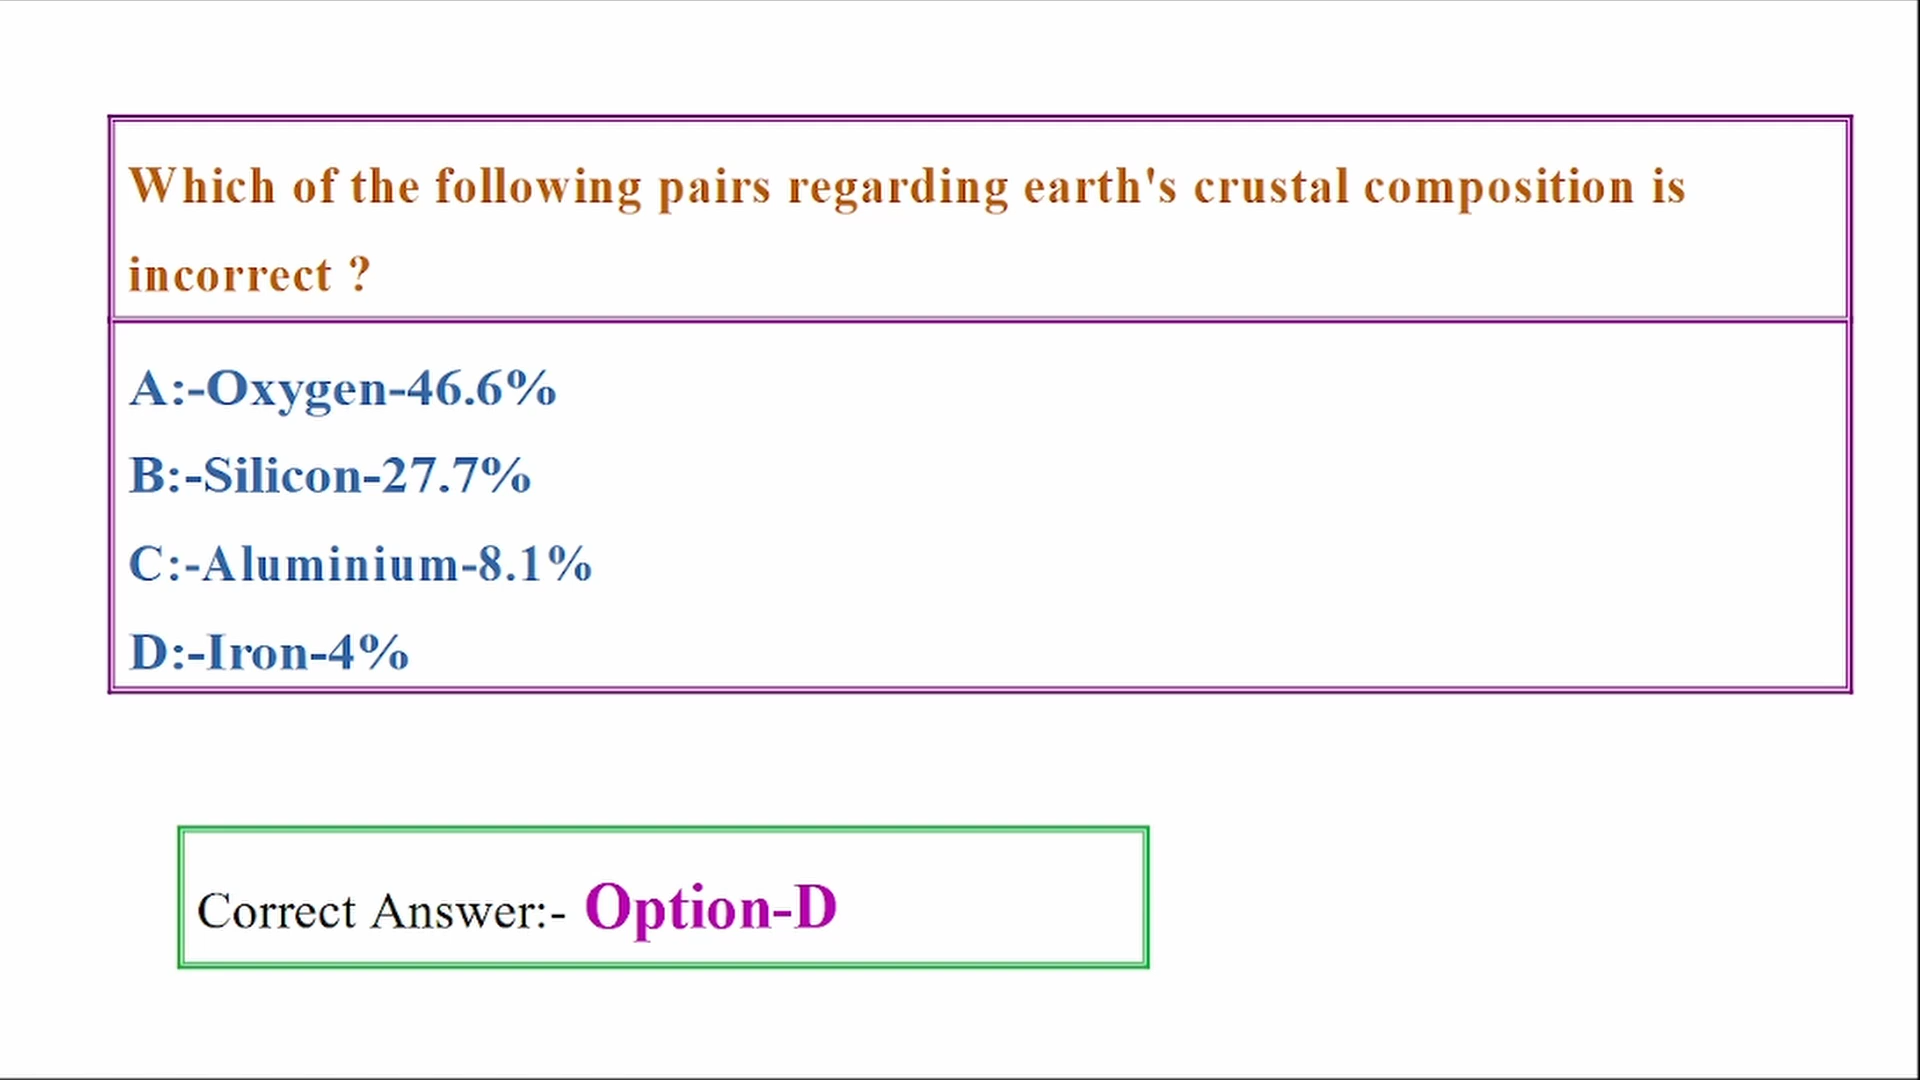 Which of the following pairs regarding earth's crustal composition is
incorrect ?
A:-Oxygen-46.6%
B:-Silicon-27.7%
C:-Aluminium-8.1%
D:-Iron-4%
Correct Answer:- Option-D